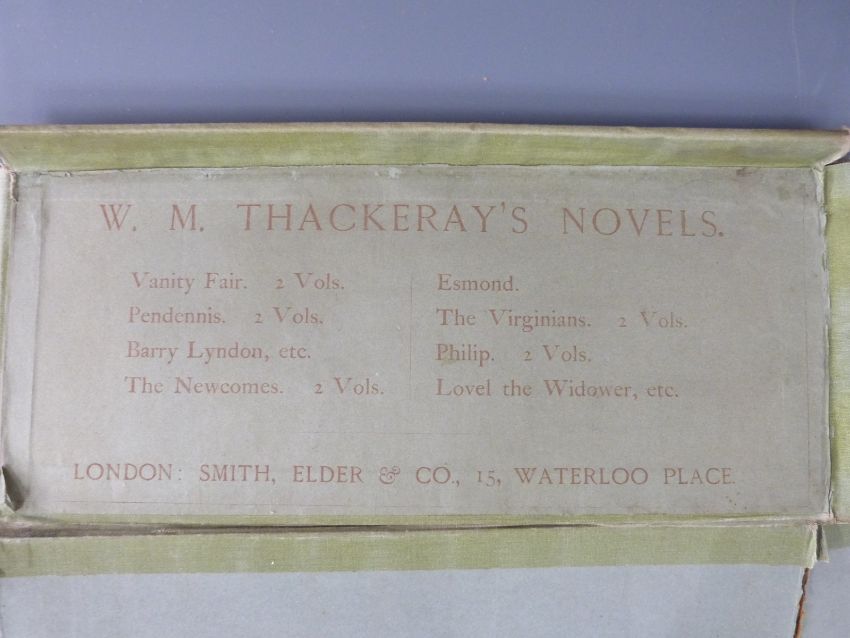 W. M. THACKERAY'S NOVELS.
Vanity Fair. 2 Vols.
Pendennis. 2 Vols.
Barry Lyndon, etc.
The Newcomes. 2 Vols.
Esmond.
The Virginians. 2 Vols.
Philip. 2 Vols.
Lovel the Widower, etc.
LONDON: SMITH, ELDER & CO., 15, WATERLOO PLACE.